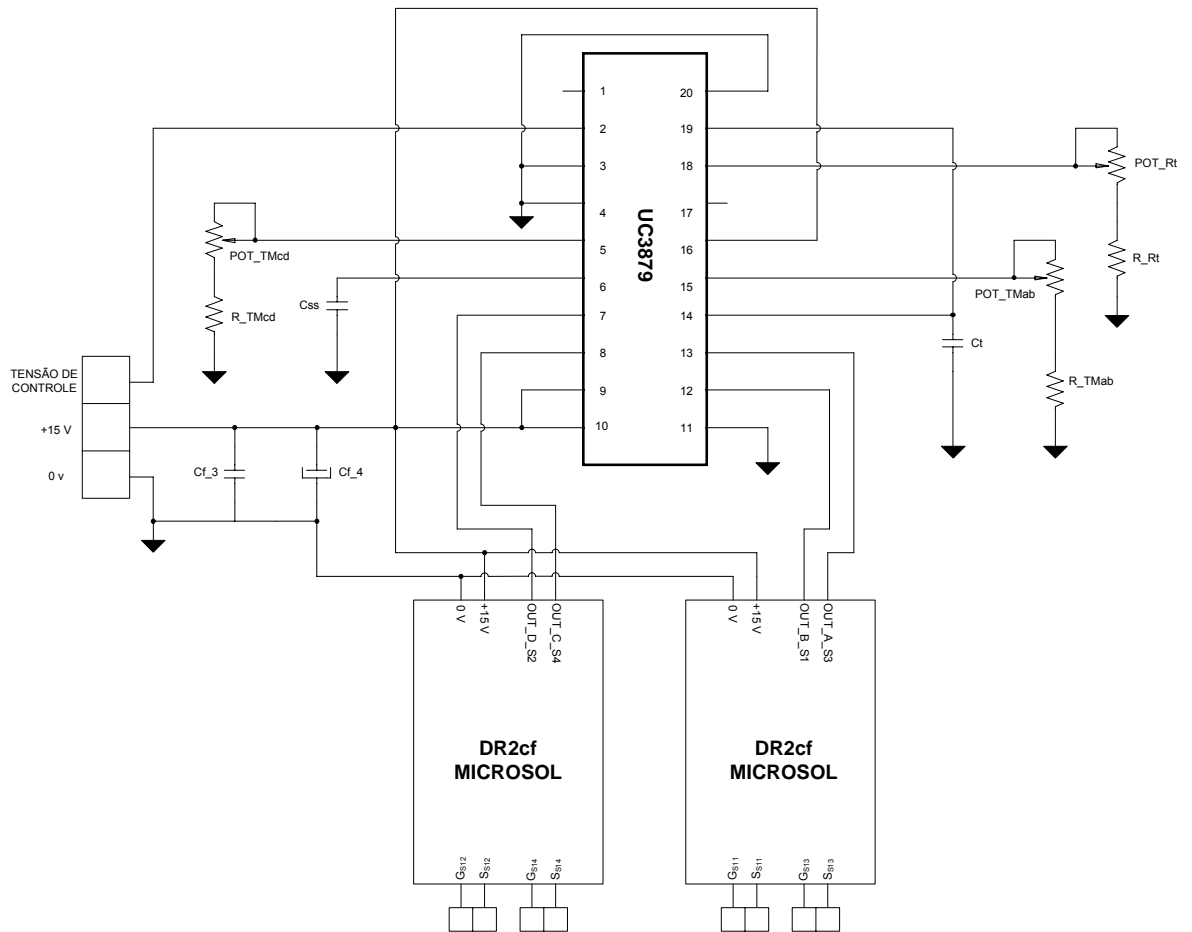 1
2
3
4
5
6
7
8
9
10
20
19
18
17
16
15
14
13
12
11
UC3879
POT_TMcd
R_TMcd
Css
POT_Rt
R_Rt
POT_TMab
R_TMab
Ct
TENSÃO DE
CONTROLE
+15 V
0 v
Cf_3
Cf_4
0 V
+15 V
OUT_D_S2
OUT_C_S4
0 V
+15 V
OUT_B_S1
OUT_A_S3
DR2cf
MICROSOL
DR2cf
MICROSOL
GS12
SS12
GS14
SS14
GS11
SS11
GS13
SS13